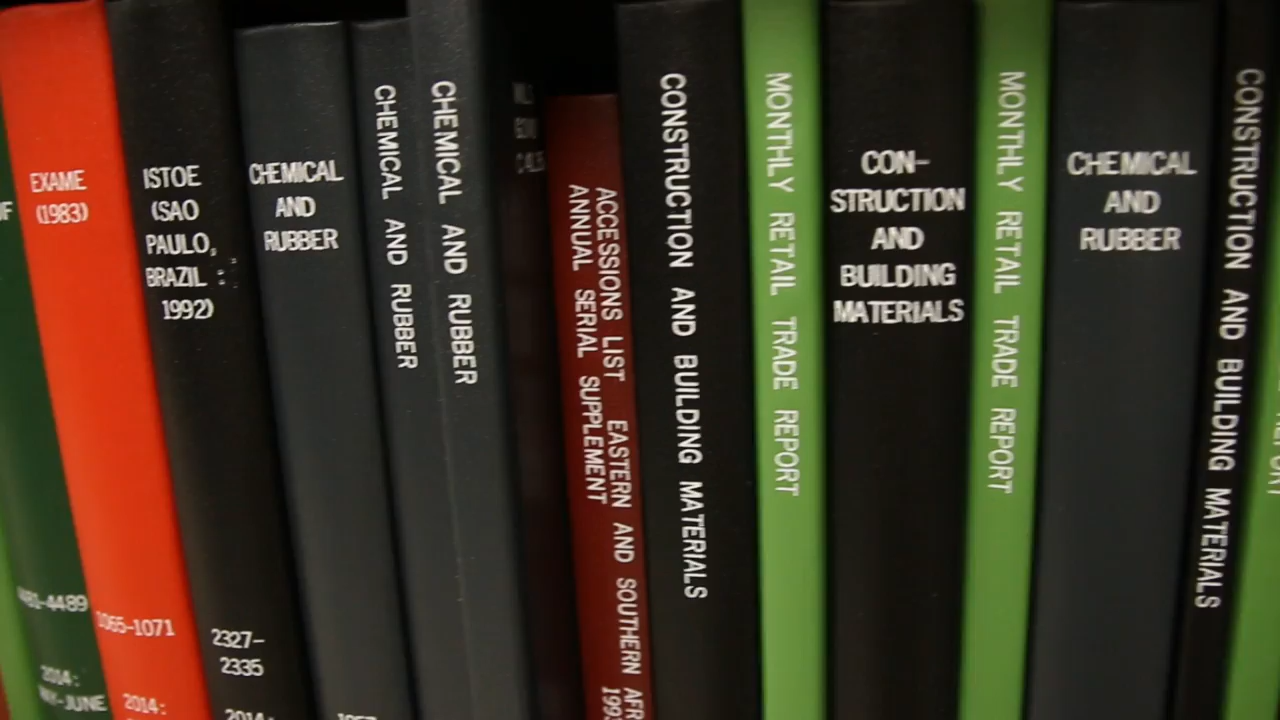 EXAME
(1983)
1065-1071
2014:
ISTOE
(SAO
PAULO,
BRAZIL :
1992)
2327-
2335
2014:
CHEMICAL
AND
RUBBER
CHEMICAL AND RUBBER
CHEMICAL AND RUBBER
ACCESSIONS LIST EASTERN AND SOUTHERN
ANNUAL SERIAL SUPPLEMENT
CONSTRUCTION AND BUILDING MATERIALS
MONTHLY RETAIL TRADE REPORT
CON-
STRUCTION
AND
BUILDING
MATERIALS
MONTHLY RETAIL TRADE REPORT
CHEMICAL
AND
RUBBER
CONSTRUCTION AND BUILDING MATERIALS